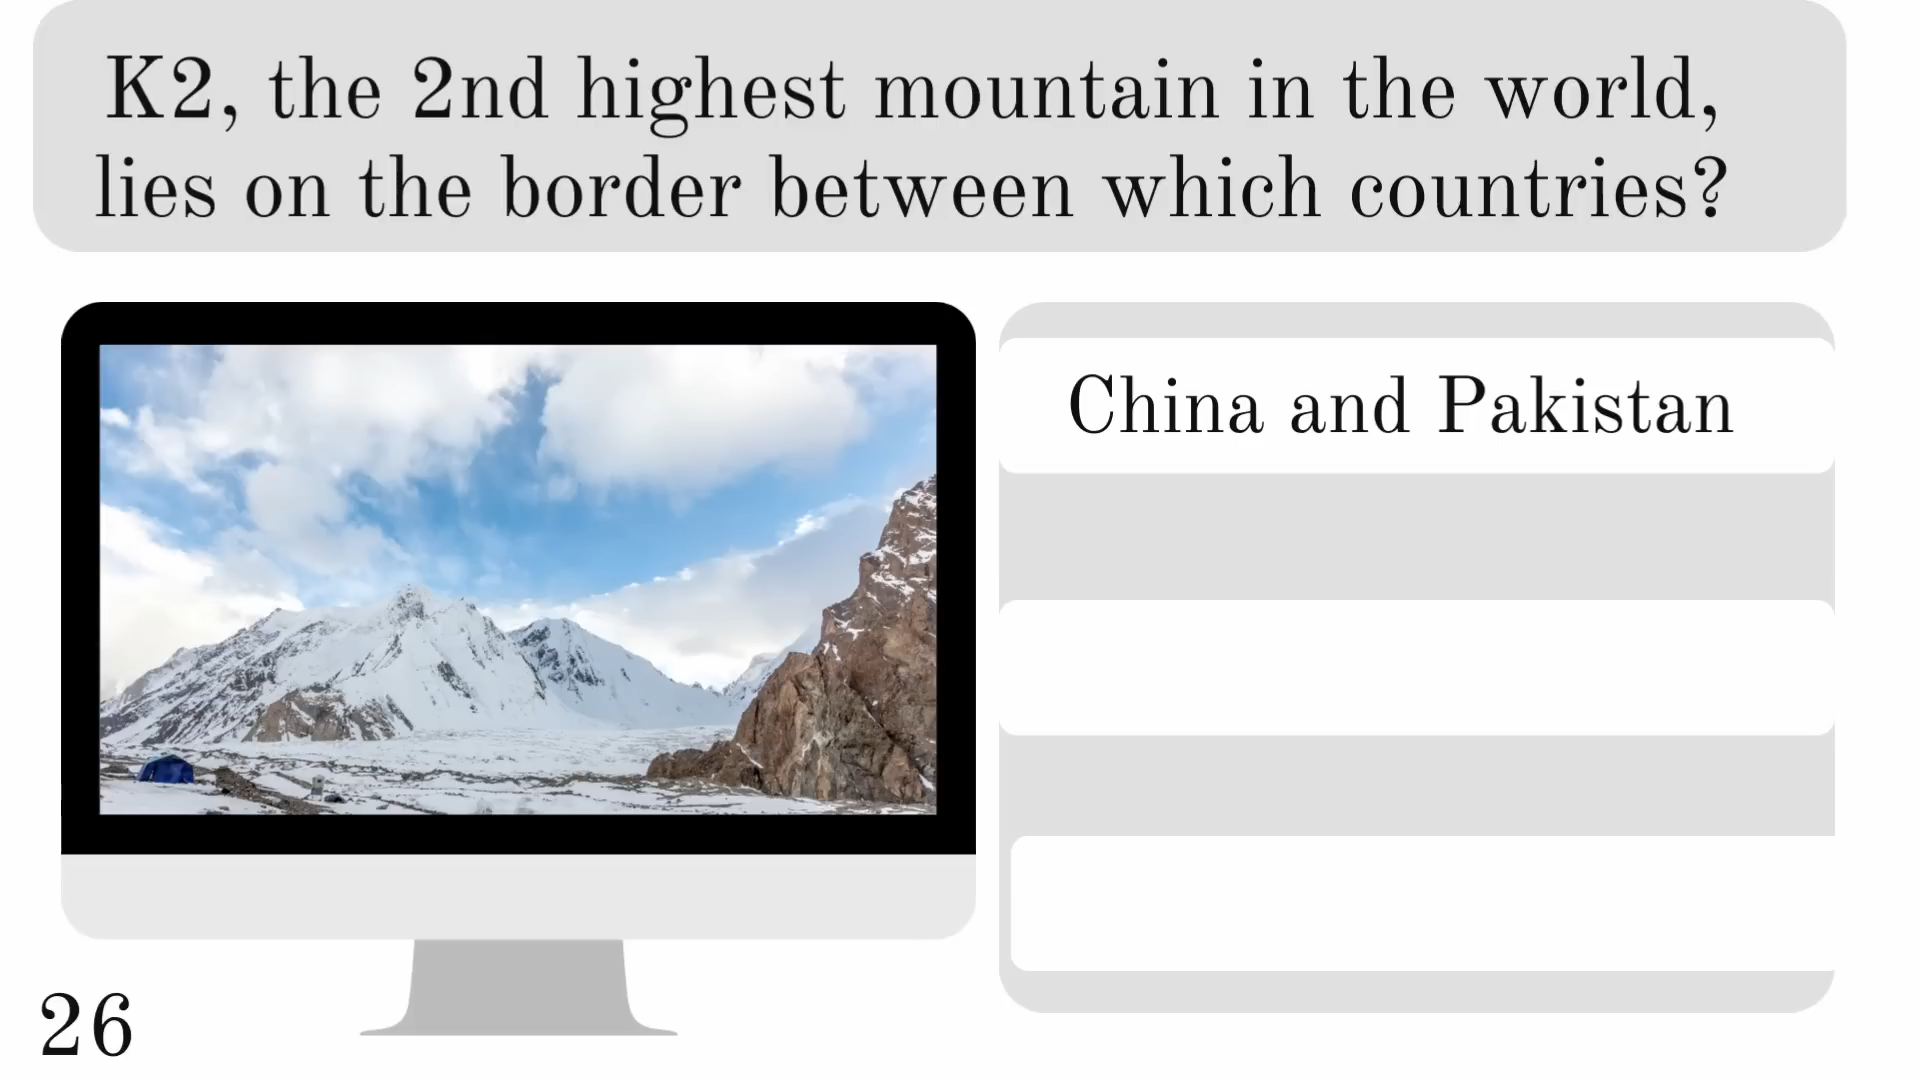 K2, the 2nd highest mountain in the world,
lies on the border between which countries?
China and Pakistan
26